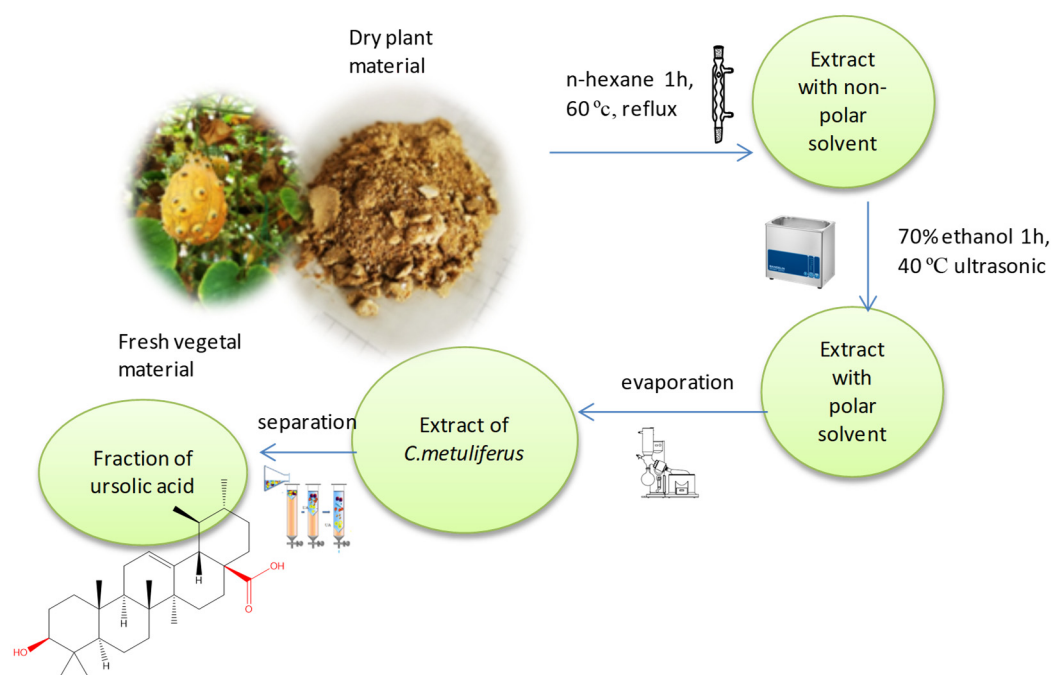 Dry plant
material
n-hexane 1h,
60 ºc, reflux
Extract
with non-
polar
solvent
70% ethanol 1h,
40 ℃ ultrasonic
Extract
with
polar
solvent
evaporation
Extract of
C.metuliferus
separation
Fraction of
ursolic acid
Fresh vegetal
material
H
OH
O
H
H
HO